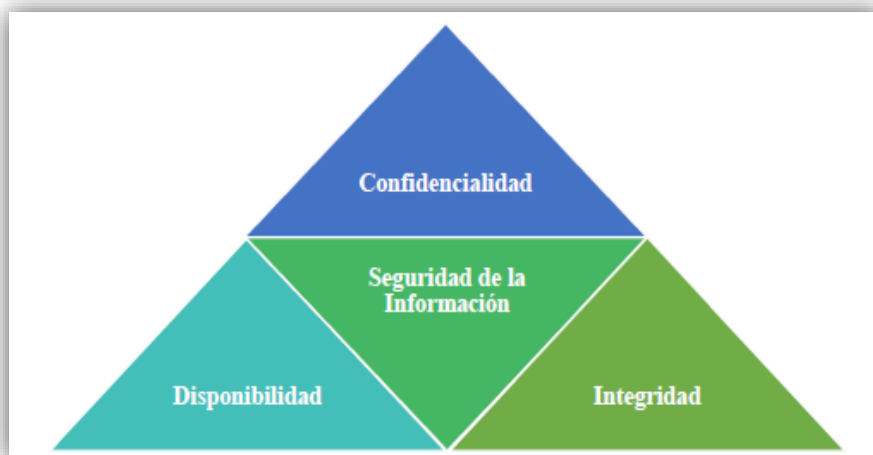 Confidencialidad
Seguridad de la
Información
Disponibilidad
Integridad